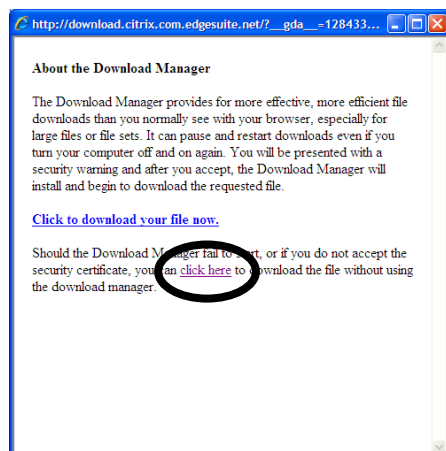 http://download.citrix.com.edgesuite.net/?__gda__=128433...
About the Download Manager
The Download Manager provides for more effective, more efficient file
downloads than you normally see with your browser, especially for
large files or file sets. It can pause and restart downloads even if you
turn your computer off and on again. You will be presented with a
security warning and after you accept, the Download Manager will
install and begin to download the requested file.
Click to download your file now.
Should the Download Manager fail to start, or if you do not accept the
security certificate, you can click here to download the file without using
the download manager.